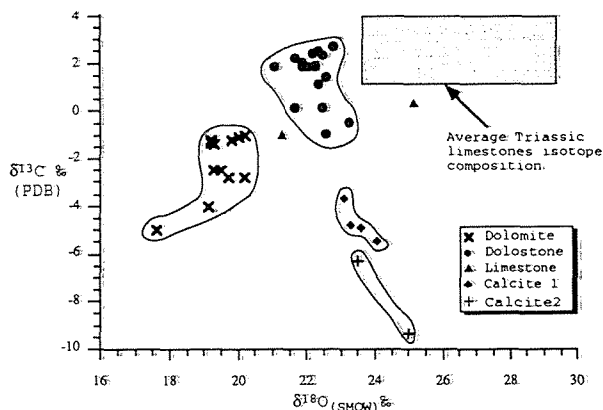 4
2
0
-2
-4
-6
-8
-10
δ13C ‰
(PDB)
Average Triassic
limestones isotope
composition
Dolomite
Dolostone
Limestone
Calcite 1
Calcite2
16
18
20
22
24
26
28
30
δ18O(SMOW)‰